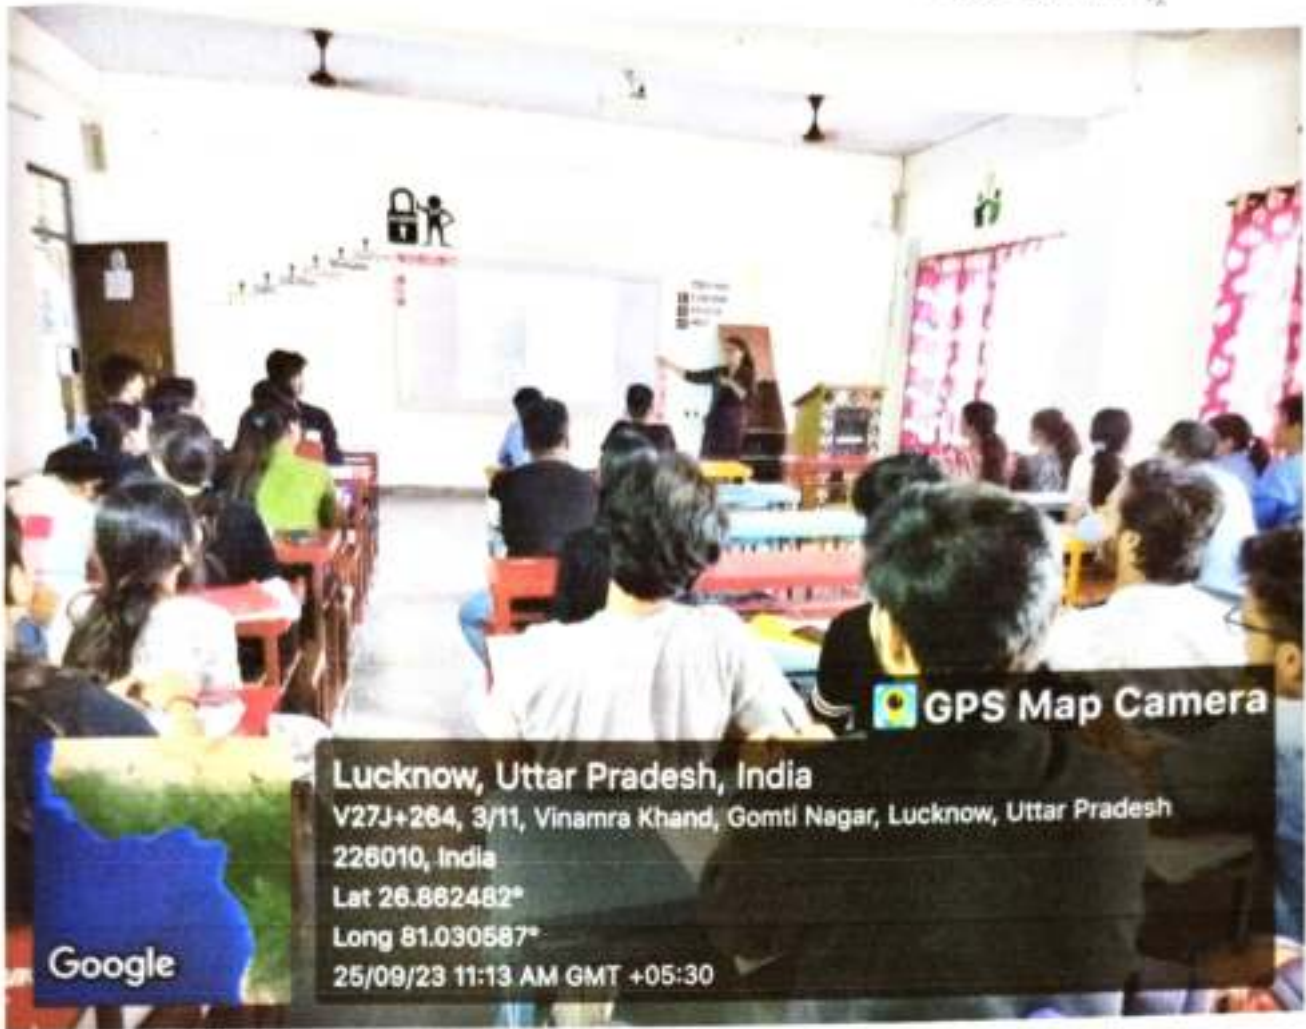 GPS Map Camera
Lucknow, Uttar Pradesh, India
V27J+264, 3/11, Vinamra Khand, Gomti Nagar, Lucknow, Uttar Pradesh
226010, India
Lat 26.862482°
Long 81.030587°
25/09/23 11:13 AM GMT +05:30
Google